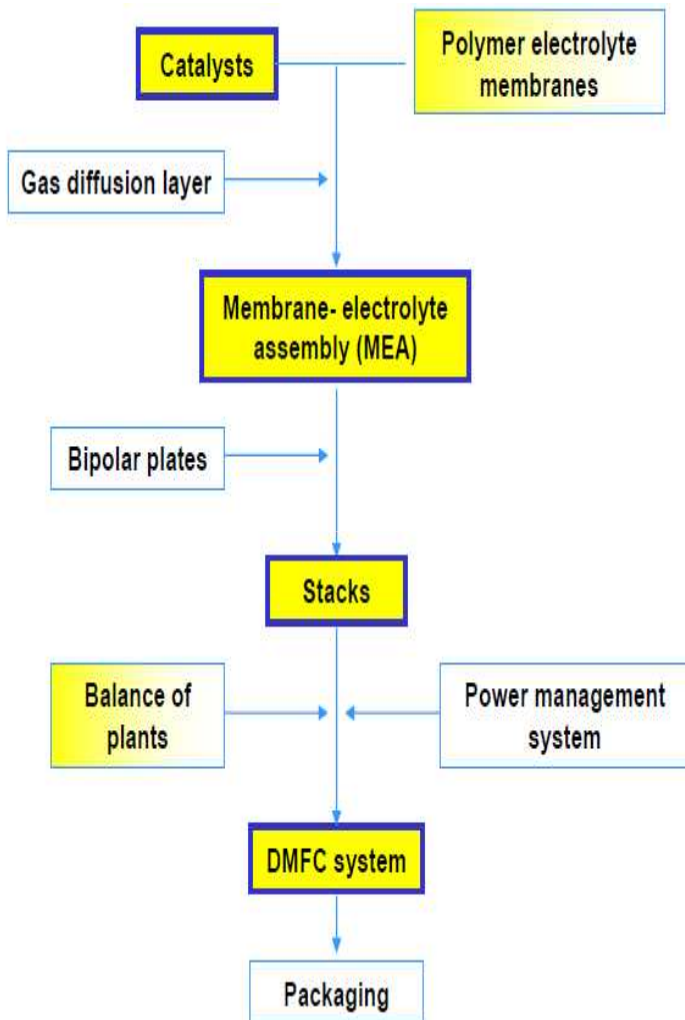 Catalysts
Polymer electrolyte
membranes
Gas diffusion layer
Membrane- electrolyte
assembly (MEA)
Bipolar plates
Stacks
Balance of
plants
Power management
system
DMFC system
Packaging